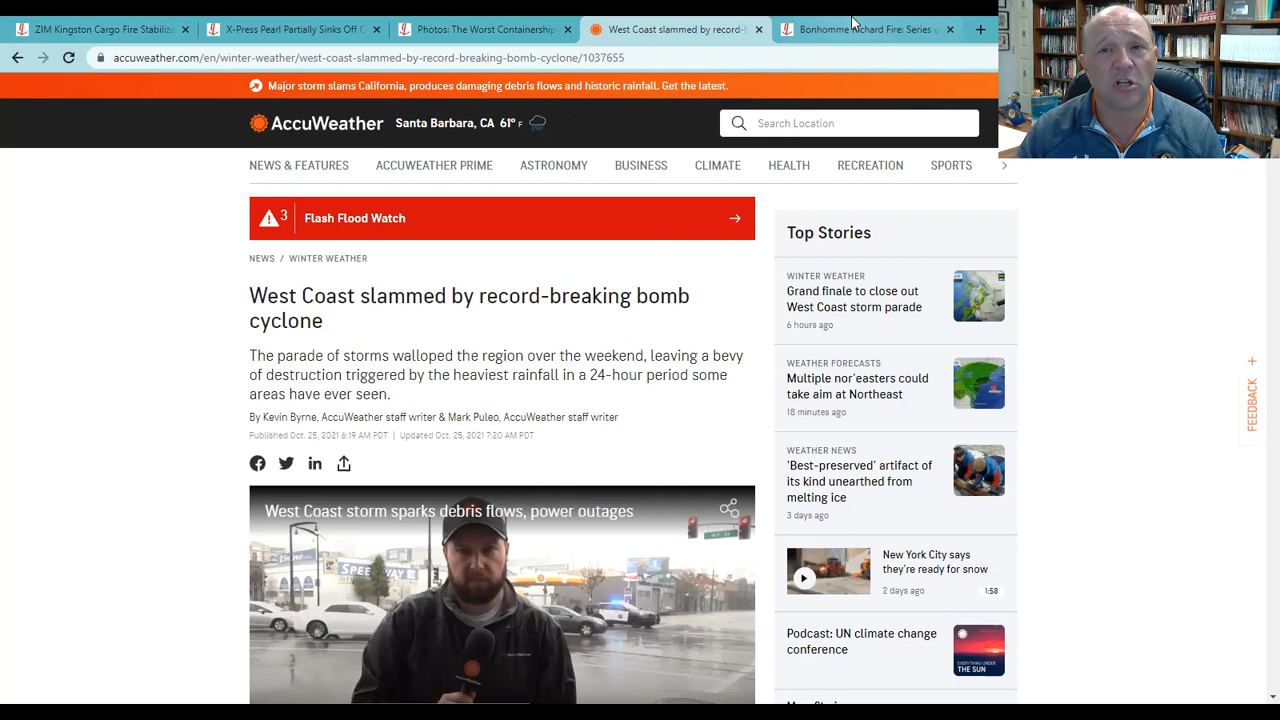 ZIM Kingston Cargo Fire Stabiliz
X-Press Pearl Partially Sinks Off C
Photos: The Worst Containership
West Coast slammed by record-b
Bonhomme Richard Fire: Series o
accuweather.com/en/winter-weather/west-coast-slammed-by-record-breaking-bomb-cyclone/1037655
Major storm slams California, produces damaging debris flows and historic rainfall. Get the latest.
AccuWeather Santa Barbara, CA 61° F Search Location
NEWS & FEATURES ACCUWEATHER PRIME ASTRONOMY BUSINESS CLIMATE HEALTH RECREATION SPORTS
3 Flash Flood Watch
NEWS / WINTER WEATHER
West Coast slammed by record-breaking bomb
cyclone
The parade of storms walloped the region over the weekend, leaving a bevy
of destruction triggered by the heaviest rainfall in a 24-hour period some
areas have ever seen.
By Kevin Byrne, AccuWeather staff writer & Mark Puleo, AccuWeather staff writer
Published Oct. 25, 2021 6:19 AM PDT | Updated Oct. 25, 2021 7:20 AM PDT
West Coast storm sparks debris flows, power outages
Top Stories
WINTER WEATHER
Grand finale to close out
West Coast storm parade
6 hours ago
WEATHER FORECASTS
Multiple nor'easters could
take aim at Northeast
18 minutes ago
WEATHER NEWS
'Best-preserved' artifact of
its kind unearthed from
melting ice
3 days ago
New York City says
they're ready for snow
2 days ago 1:58
Podcast: UN climate change
conference
EVERYTHING UNDER
THE SUN
FEEDBACK